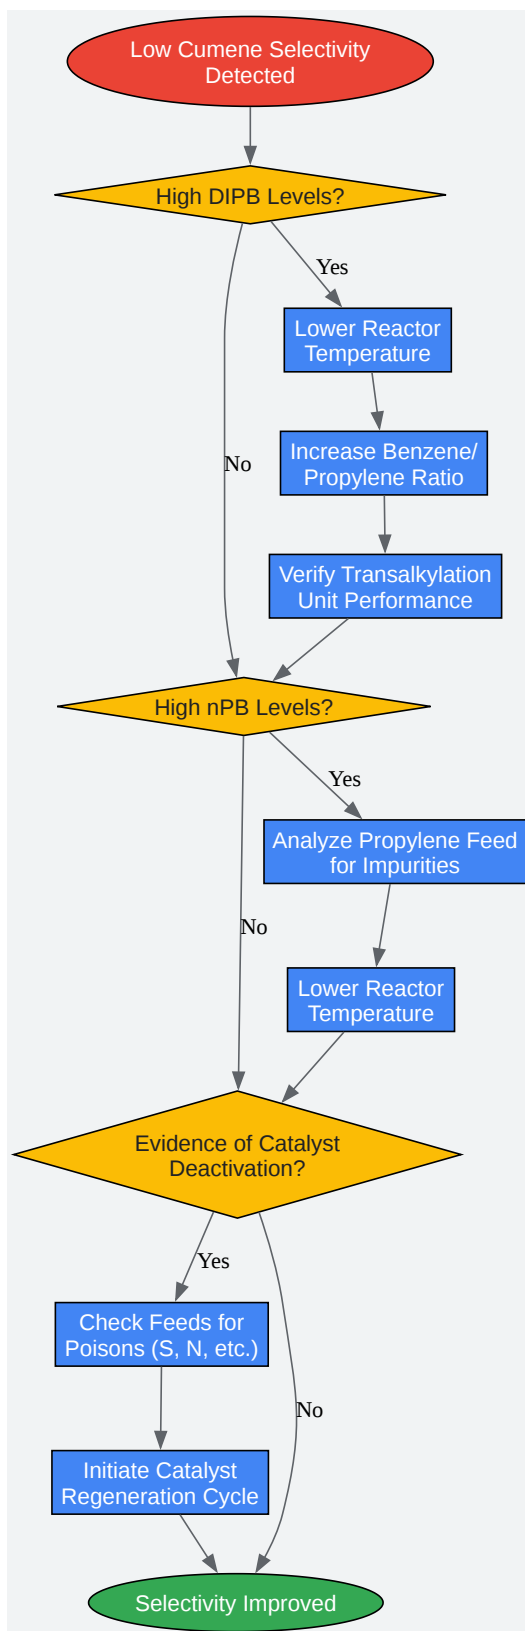 Low Cumene Selectivity
Detected
High DIPB Levels?
Yes
Lower Reactor
Temperature
No
Increase Benzene/
Propylene Ratio
Verify Transalkylation
Unit Performance
High nPB Levels?
Yes
Analyze Propylene Feed
for Impurities
No
Lower Reactor
Temperature
Evidence of Catalyst
Deactivation?
Yes
Check Feeds for
Poisons (S, N, etc.)
No
Initiate Catalyst
Regeneration Cycle
Selectivity Improved